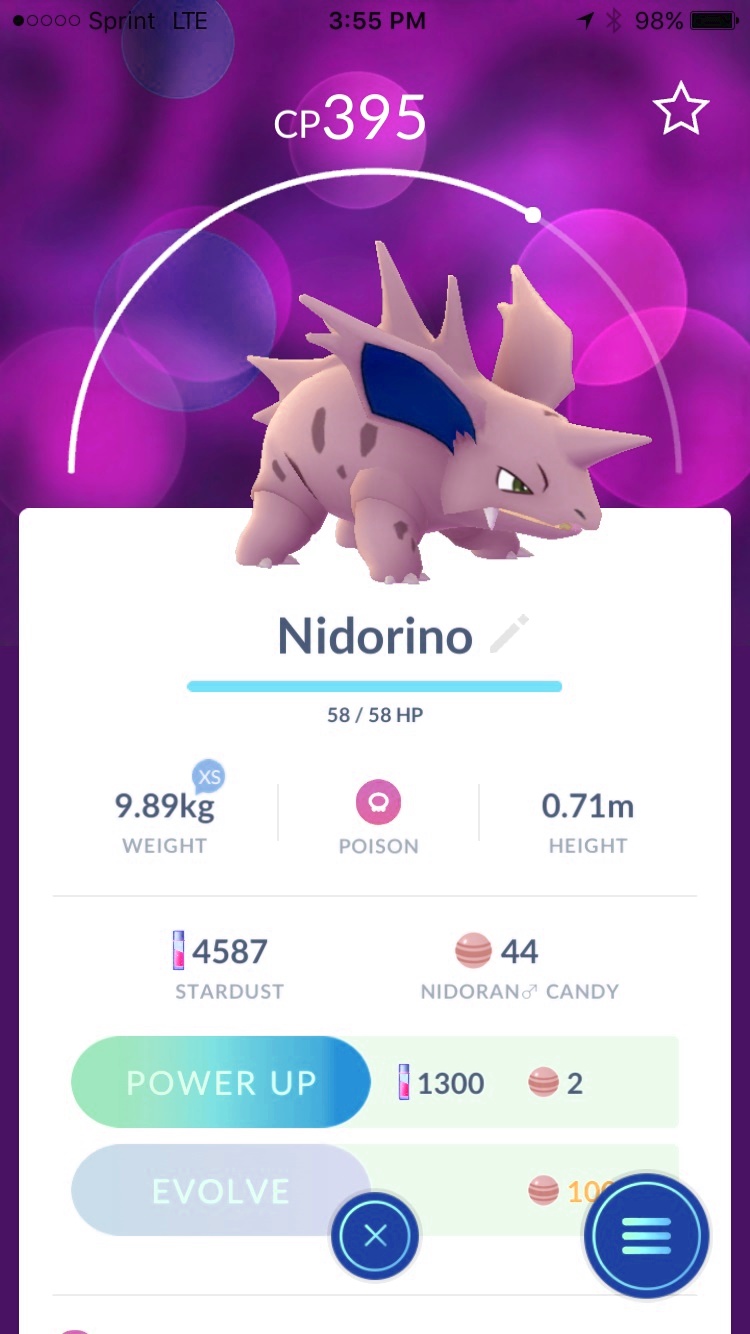 Sprint LTE 3:55 PM 98%
CP395
Nidorino
58 / 58 HP
XS
9.89kg 0.71m
WEIGHT POISON HEIGHT
4587 44
STARDUST NIDORAN♂ CANDY
POWER UP 1300 2
EVOLVE